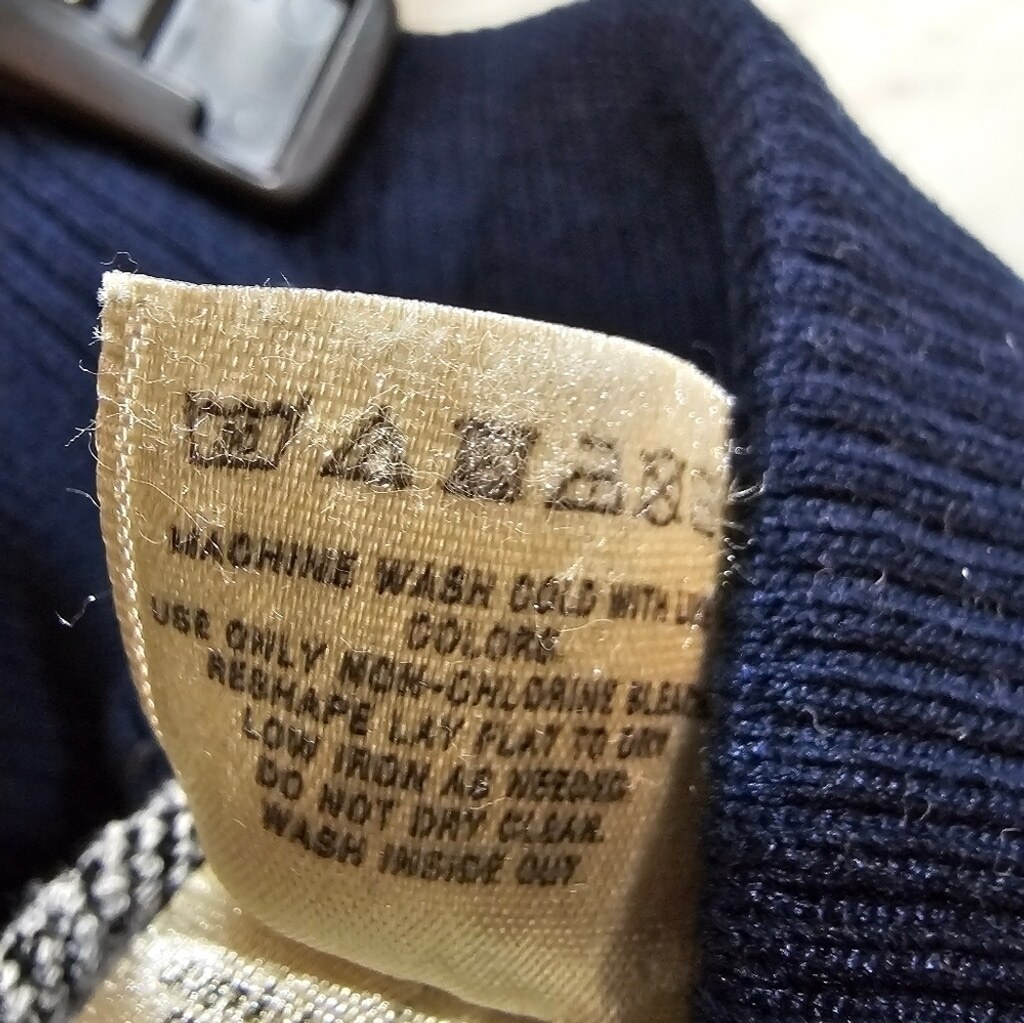 MACHINE WASH COLD WITH
COLORS
USE ONLY NON-CHLORINE BLEAC
RESHAPE LAY FLAT TO DRY
LOW IRON AS NEEDED
DO NOT DRY CLEAN.
WASH INSIDE OUT